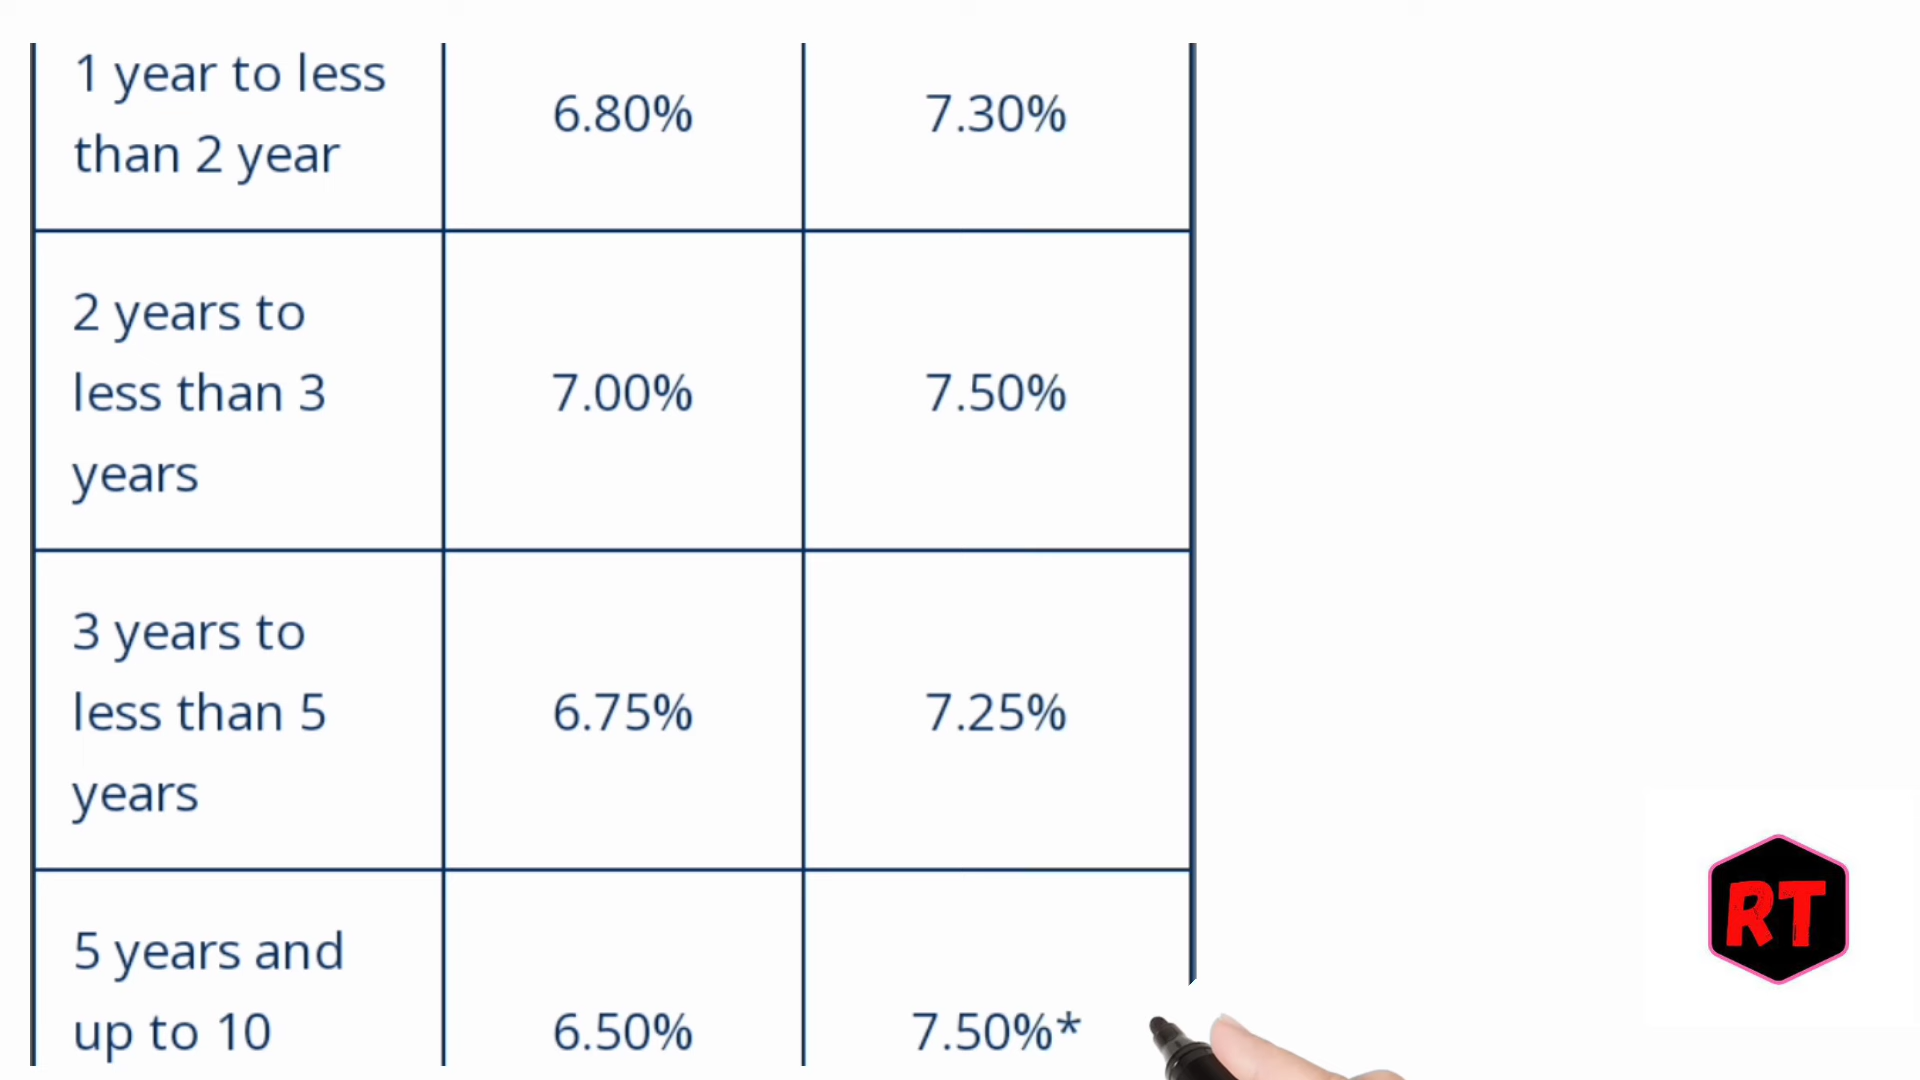 1 year to less
than 2 year
6.80%
7.30%
2 years to
less than 3
years
7.00%
7.50%
3 years to
less than 5
years
6.75%
7.25%
5 years and
up to 10
6.50%
7.50%*
RT